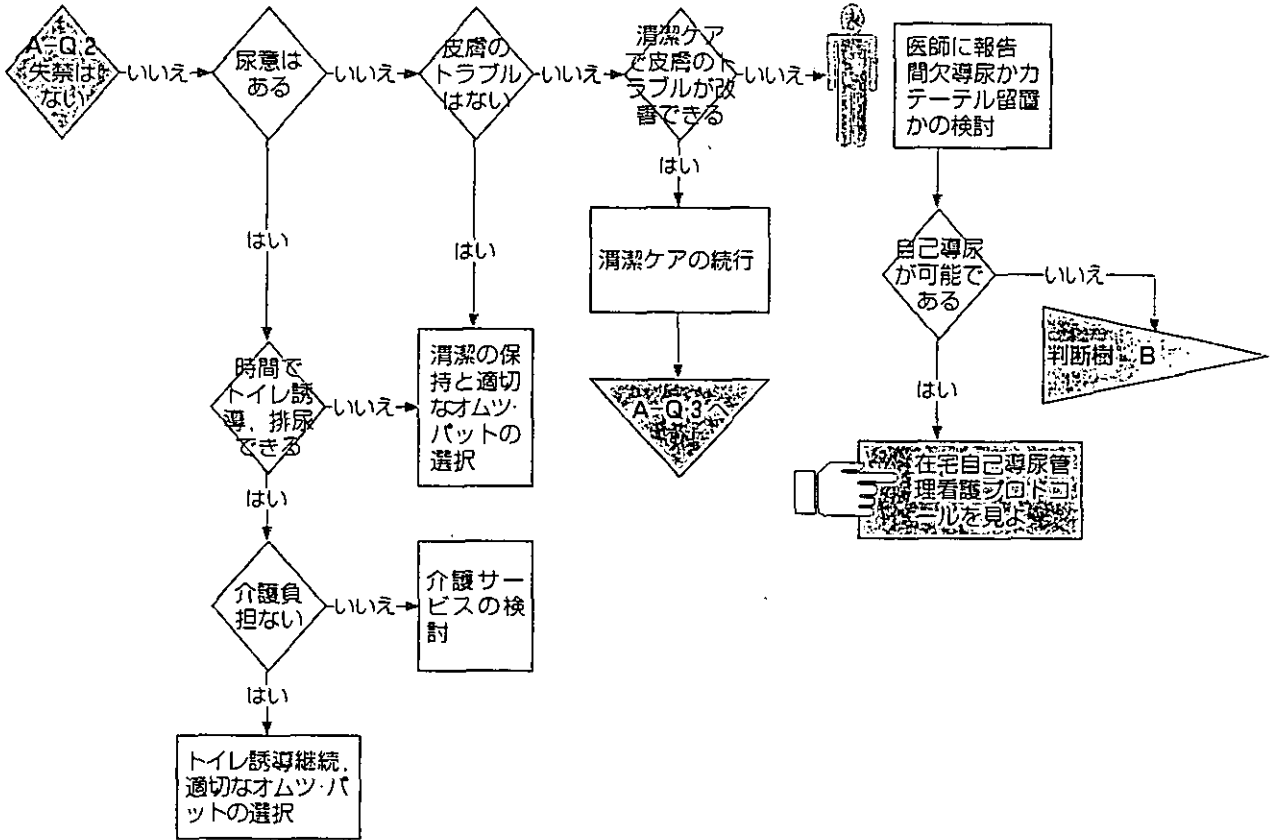 A-Q 2
失禁は
ない
いいえ
尿意は
ある
いいえ
皮膚の
トラブル
はない
いいえ
清潔ケア
で皮膚のト
ラブルが改
善できる
いいえ
医師に報告
間欠導尿かカ
テーテル留置
かの検討
はい
はい
はい
清潔ケアの続行
自己導尿
が可能で
ある
いいえ
判断樹 B
時間で
トイレ誘
導，排尿
できる
いいえ
清潔の保
持と適切
なオムツ・
パットの
選択
A-Q 3へ
はい
在宅自己導尿管
理看護プロトコ
ールを見よ
はい
介護負
担ない
いいえ
介護サー
ビスの検
討
はい
トイレ誘導継続，
適切なオムツ・パ
ットの選択